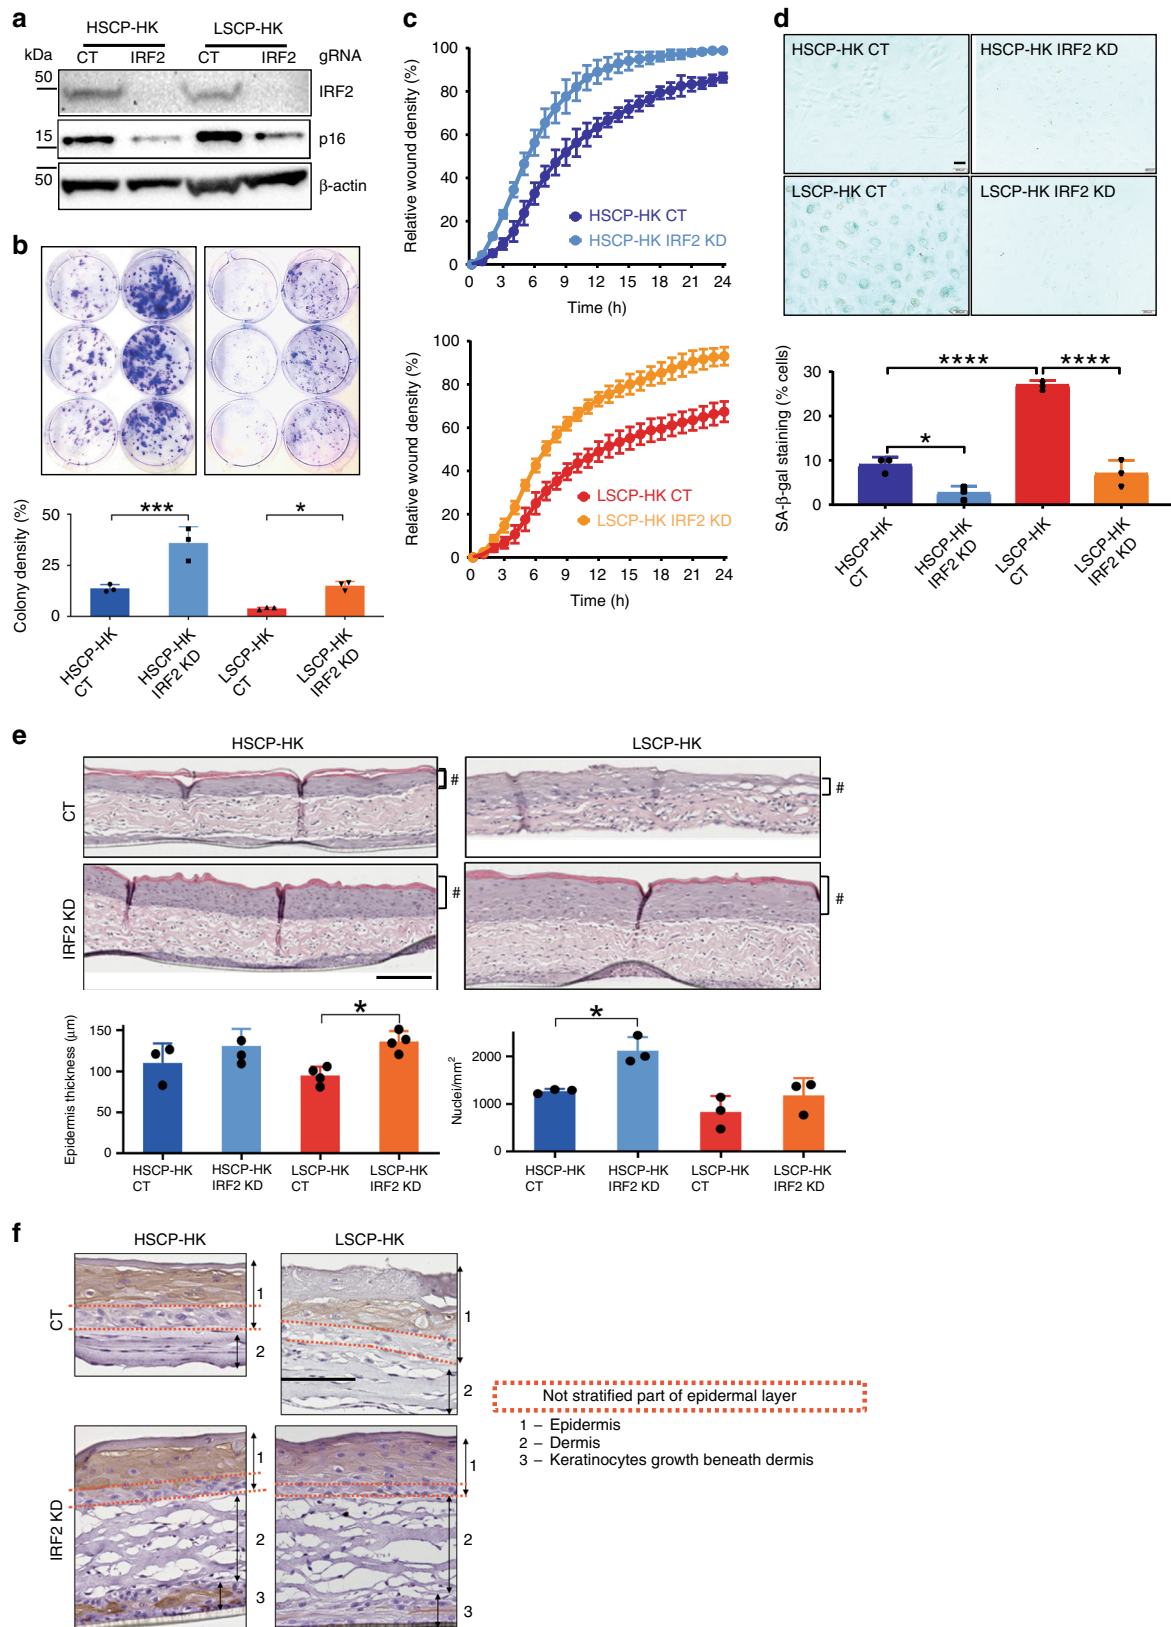 a
HSCP-HK LSCP-HK
kDa CT IRF2 CT IRF2 gRNA
50 IRF2
15 p16
50 β-actin
b
Colony density (%)
50
25
0
*** *
HSCP-HK CT
HSCP-HK IRF2 KD
LSCP-HK CT
LSCP-HK IRF2 KD
c
Relative wound density (%)
100
80
60
40
20
0
HSCP-HK CT
HSCP-HK IRF2 KD
0 3 6 9 12 15 18 21 24
Time (h)
Relative wound density (%)
100
80
60
40
20
0
LSCP-HK CT
LSCP-HK IRF2 KD
0 3 6 9 12 15 18 21 24
Time (h)
d
HSCP-HK CT HSCP-HK IRF2 KD
LSCP-HK CT LSCP-HK IRF2 KD
SA-β-gal staining (% cells)
30
20
10
0
**** ****
*
HSCP-HK CT
HSCP-HK IRF2 KD
LSCP-HK CT
LSCP-HK IRF2 KD
e
HSCP-HK LSCP-HK
CT # #
IRF2 KD # #
Epidermis thickness (μm)
150
100
50
0
*
HSCP-HK CT
HSCP-HK IRF2 KD
LSCP-HK CT
LSCP-HK IRF2 KD
Nuclei/mm²
2000
1000
0
*
HSCP-HK CT
HSCP-HK IRF2 KD
LSCP-HK CT
LSCP-HK IRF2 KD
f
HSCP-HK LSCP-HK
CT
1
2
1
2
IRF2 KD
1
2
3
1
2
3
Not stratified part of epidermal layer
1 – Epidermis
2 – Dermis
3 – Keratinocytes growth beneath dermis